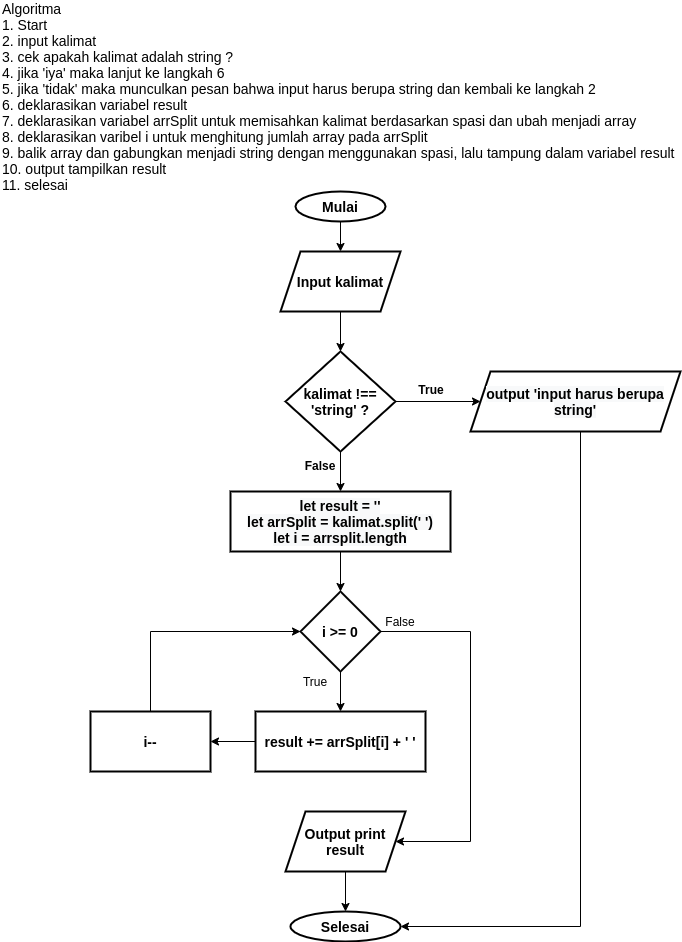 Algoritma
1. Start
2. input kalimat
3. cek apakah kalimat adalah string ?
4. jika 'iya' maka lanjut ke langkah 6
5. jika 'tidak' maka munculkan pesan bahwa input harus berupa string dan kembali ke langkah 2
6. deklarasikan variabel result
7. deklarasikan variabel arrSplit untuk memisahkan kalimat berdasarkan spasi dan ubah menjadi array
8. deklarasikan varibel i untuk menghitung jumlah array pada arrSplit
9. balik array dan gabungkan menjadi string dengan menggunakan spasi, lalu tampung dalam variabel result
10. output tampilkan result
11. selesai
Mulai
Input kalimat
kalimat !==
'string' ?
True
output 'input harus berupa
string'
False
let result = ''
let arrSplit = kalimat.split(' ')
let i = arrsplit.length
i >= 0
False
True
i--
result += arrSplit[i] + ' '
Output print
result
Selesai